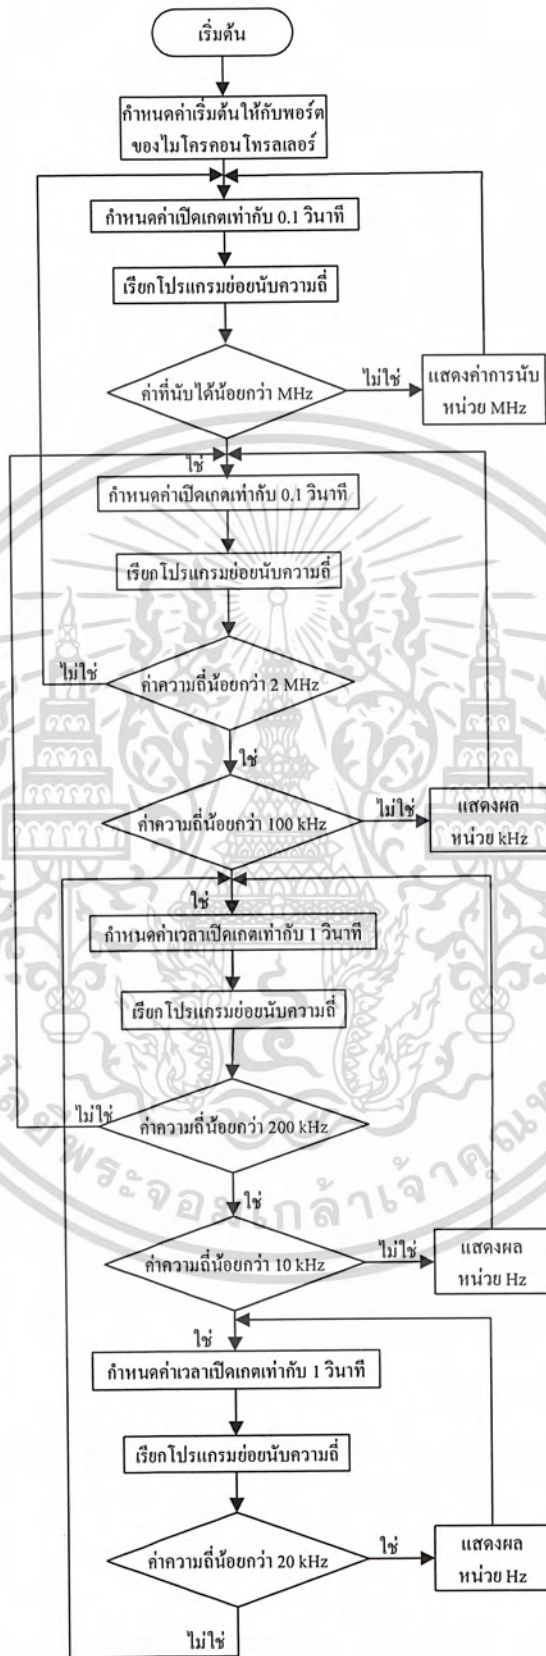 เริ่มต้น
กำหนดค่าเริ่มต้นให้กับพอร์ต
ของไมโครคอนโทรลเลอร์
กำหนดค่าเปิดเกตเท่ากับ 0.1 วินาที
เรียกโปรแกรมย่อยนับความถี่
ค่าที่นับได้น้อยกว่า MHz
ไม่ใช่
แสดงค่าการนับ
หน่วย MHz
ใช่
กำหนดค่าเปิดเกตเท่ากับ 0.1 วินาที
เรียกโปรแกรมย่อยนับความถี่
ไม่ใช่
ค่าความถี่น้อยกว่า 2 MHz
ใช่
ค่าความถี่น้อยกว่า 100 kHz
ไม่ใช่
แสดงผล
หน่วย kHz
ใช่
กำหนดค่าเวลาเปิดเกตเท่ากับ 1 วินาที
เรียกโปรแกรมย่อยนับความถี่
ไม่ใช่
ค่าความถี่น้อยกว่า 200 kHz
ใช่
ค่าความถี่น้อยกว่า 10 kHz
ไม่ใช่
แสดงผล
หน่วย Hz
ใช่
กำหนดค่าเวลาเปิดเกตเท่ากับ 1 วินาที
เรียกโปรแกรมย่อยนับความถี่
ค่าความถี่น้อยกว่า 20 kHz
ใช่
แสดงผล
หน่วย Hz
ไม่ใช่
พระจอมเกล้าเจ้าคุณ